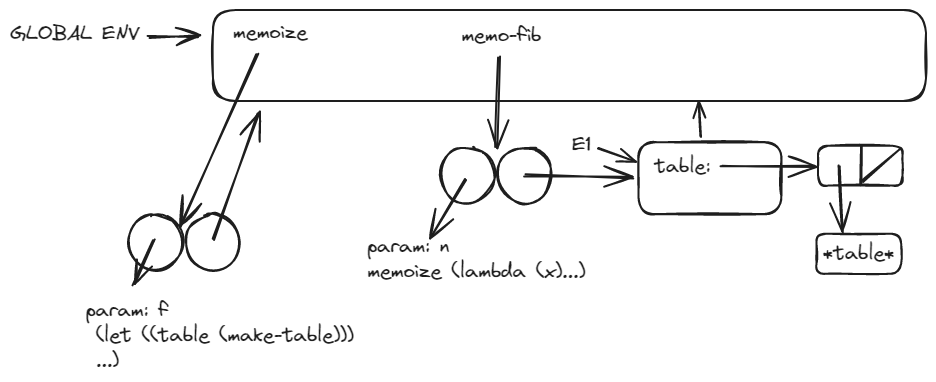 GLOBAL ENV
memoize
memo-fib
E1
table:
*table*
param: n
memoize (lambda (x)...)
param: f
(let ((table (make-table)))
...)